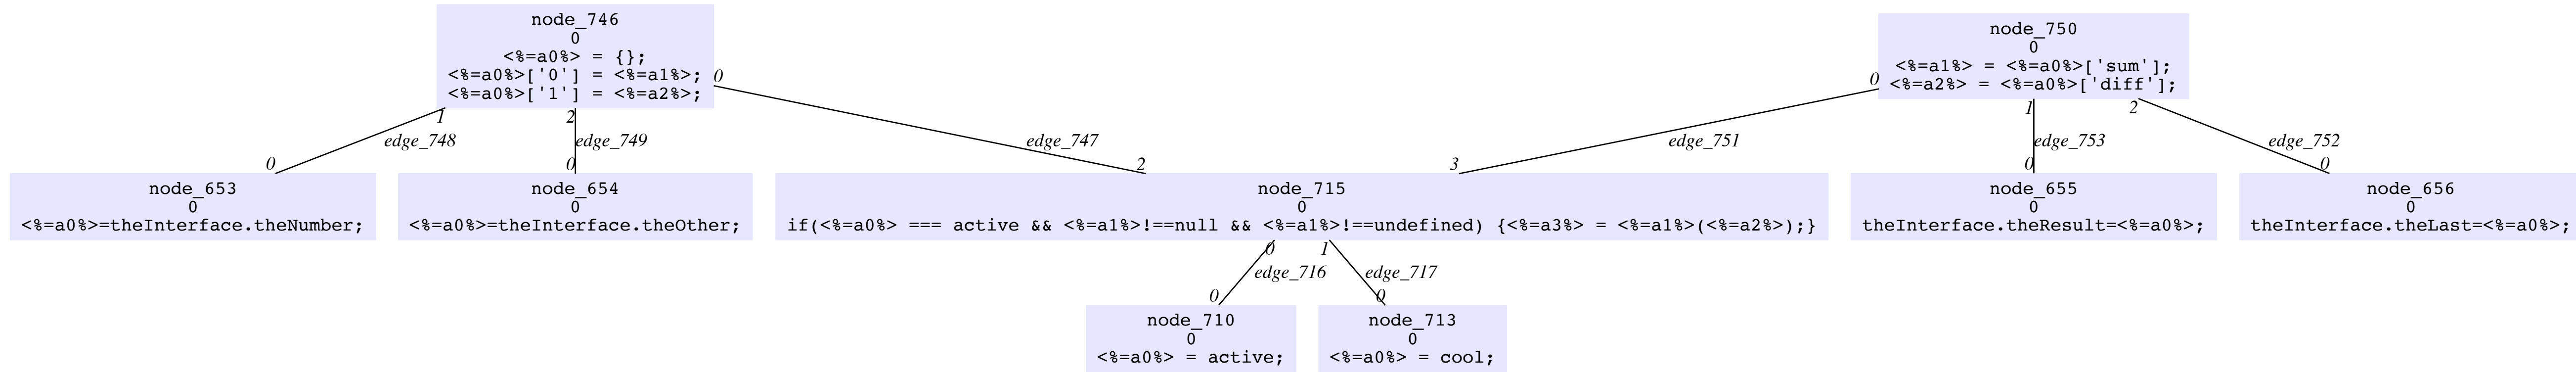 node_746
0
<%=a0%> = {};
<%=a0%>['0'] = <%=a1%>;
<%=a0%>['1'] = <%=a2%>;
0
node_750
0
<%=a1%> = <%=a0%>['sum'];
<%=a2%> = <%=a0%>['diff'];
0
1
2
1
2
edge_748
edge_749
edge_747
edge_751
edge_753
edge_752
0
0
2
3
0
0
node_653
0
<%=a0%>=theInterface.theNumber;
node_654
0
<%=a0%>=theInterface.theOther;
node_715
0
if(<%=a0%> === active && <%=a1%>!==null && <%=a1%>!==undefined) {<%=a3%> = <%=a1%>(<%=a2%>);}
node_655
0
theInterface.theResult=<%=a0%>;
node_656
0
theInterface.theLast=<%=a0%>;
0
1
edge_716
edge_717
0
0
node_710
0
<%=a0%> = active;
node_713
0
<%=a0%> = cool;